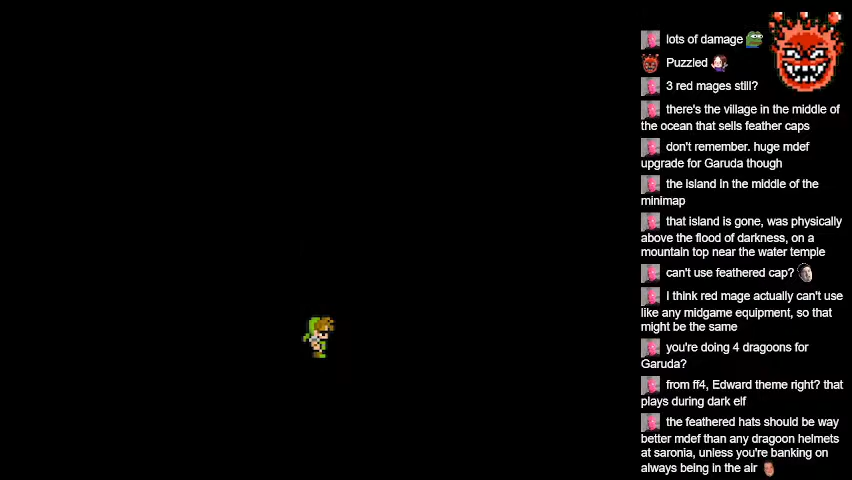 lots of damage
Puzzled
3 red mages still?
there's the village in the middle of
the ocean that sells feather caps
don't remember. huge mdef
upgrade for Garuda though
the island in the middle of the
minimap
that island is gone, was physically
above the flood of darkness, on a
mountain top near the water temple
can't use feathered cap?
I think red mage actually can't use
like any midgame equipment, so that
might be the same
you're doing 4 dragoons for
Garuda?
from ff4, Edward theme right? that
plays during dark elf
the feathered hats should be way
better mdef than any dragoon helmets
at saronia, unless you're banking on
always being in the air